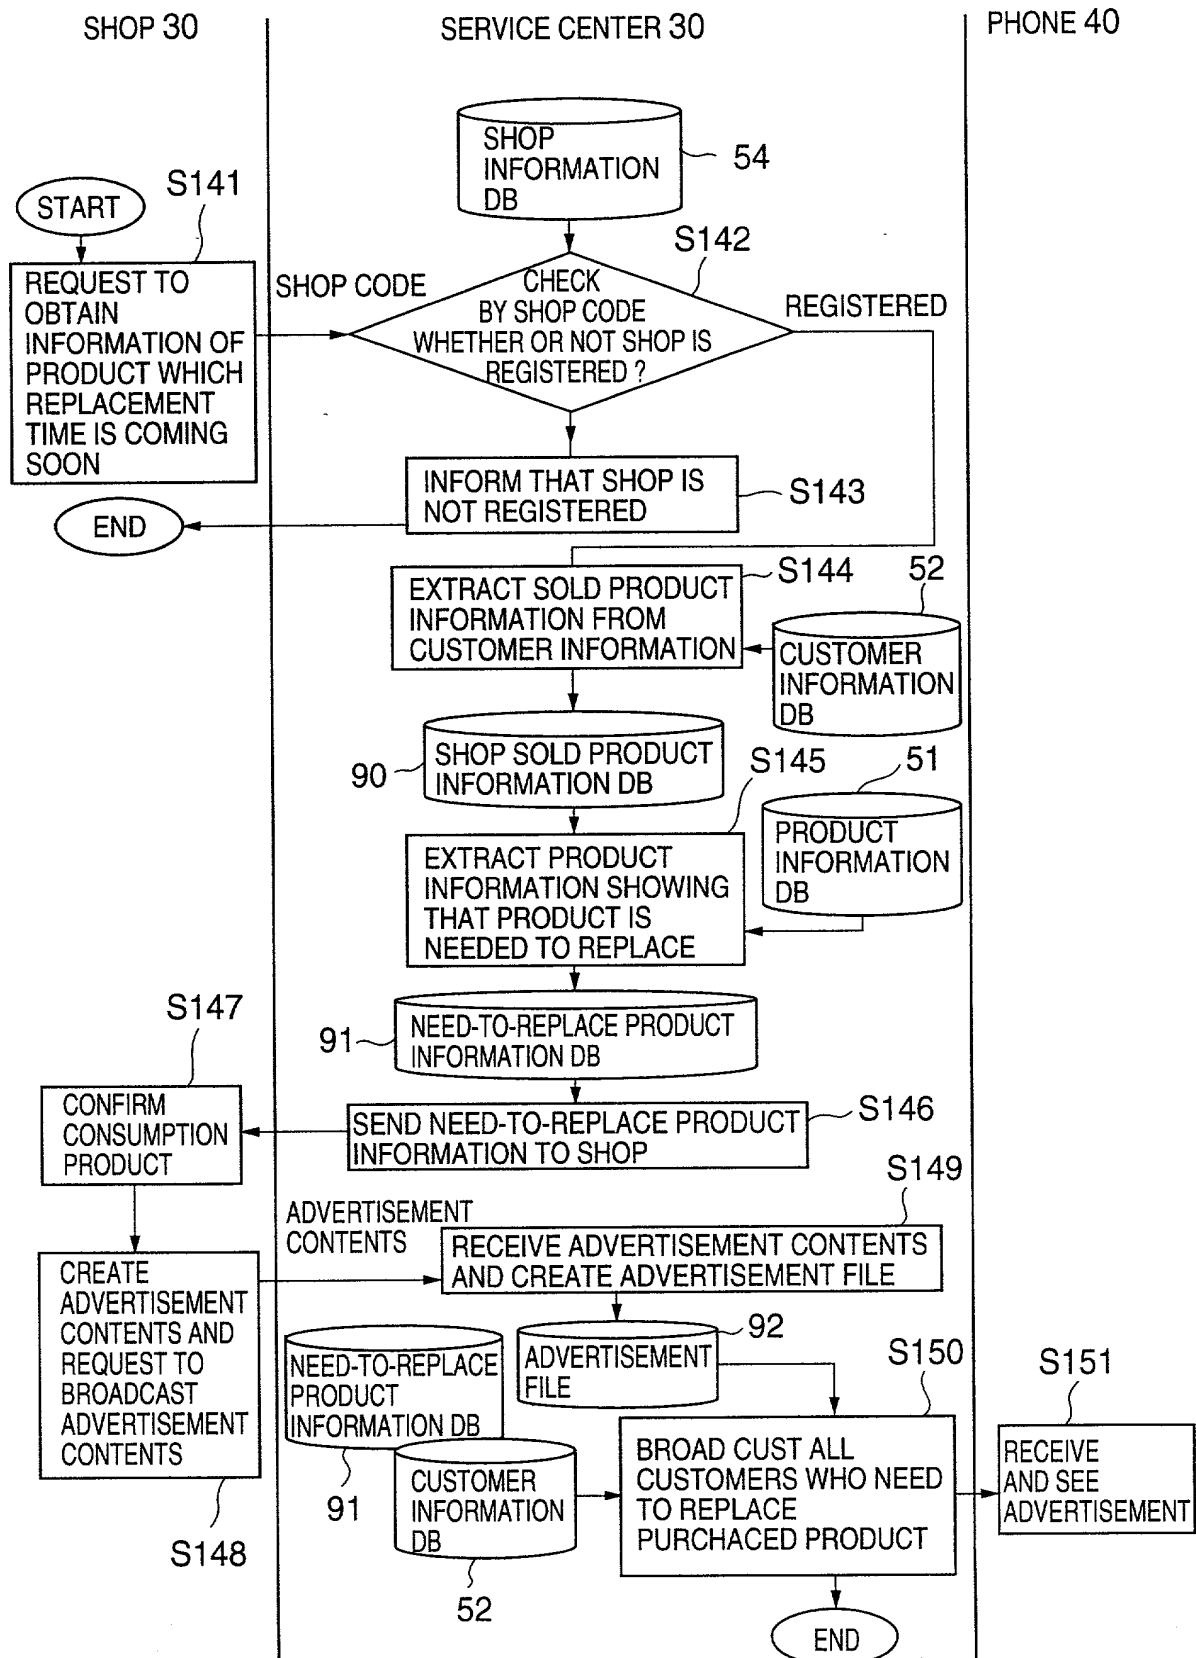 SHOP 30
SERVICE CENTER 30
PHONE 40
SHOP
INFORMATION
DB
54
START
S141
REQUEST TO
OBTAIN
INFORMATION OF
PRODUCT WHICH
REPLACEMENT
TIME IS COMING
SOON
SHOP CODE
S142
CHECK
BY SHOP CODE
WHETHER OR NOT SHOP IS
REGISTERED ?
REGISTERED
INFORM THAT SHOP IS
NOT REGISTERED
S143
END
EXTRACT SOLD PRODUCT
INFORMATION FROM
CUSTOMER INFORMATION
S144
52
CUSTOMER
INFORMATION
DB
90
SHOP SOLD PRODUCT
INFORMATION DB
S145
51
PRODUCT
INFORMATION
DB
EXTRACT PRODUCT
INFORMATION SHOWING
THAT PRODUCT IS
NEEDED TO REPLACE
91
NEED-TO-REPLACE PRODUCT
INFORMATION DB
S147
CONFIRM
CONSUMPTION
PRODUCT
SEND NEED-TO-REPLACE PRODUCT
INFORMATION TO SHOP
S146
S149
ADVERTISEMENT
CONTENTS
RECEIVE ADVERTISEMENT CONTENTS
AND CREATE ADVERTISEMENT FILE
CREATE
ADVERTISEMENT
CONTENTS AND
REQUEST TO
BROADCAST
ADVERTISEMENT
CONTENTS
S148
NEED-TO-REPLACE
PRODUCT
INFORMATION DB
91
92
ADVERTISEMENT
FILE
CUSTOMER
INFORMATION
DB
52
S150
BROAD CUST ALL
CUSTOMERS WHO NEED
TO REPLACE
PURCHACED PRODUCT
S151
RECEIVE
AND SEE
ADVERTISEMENT
END